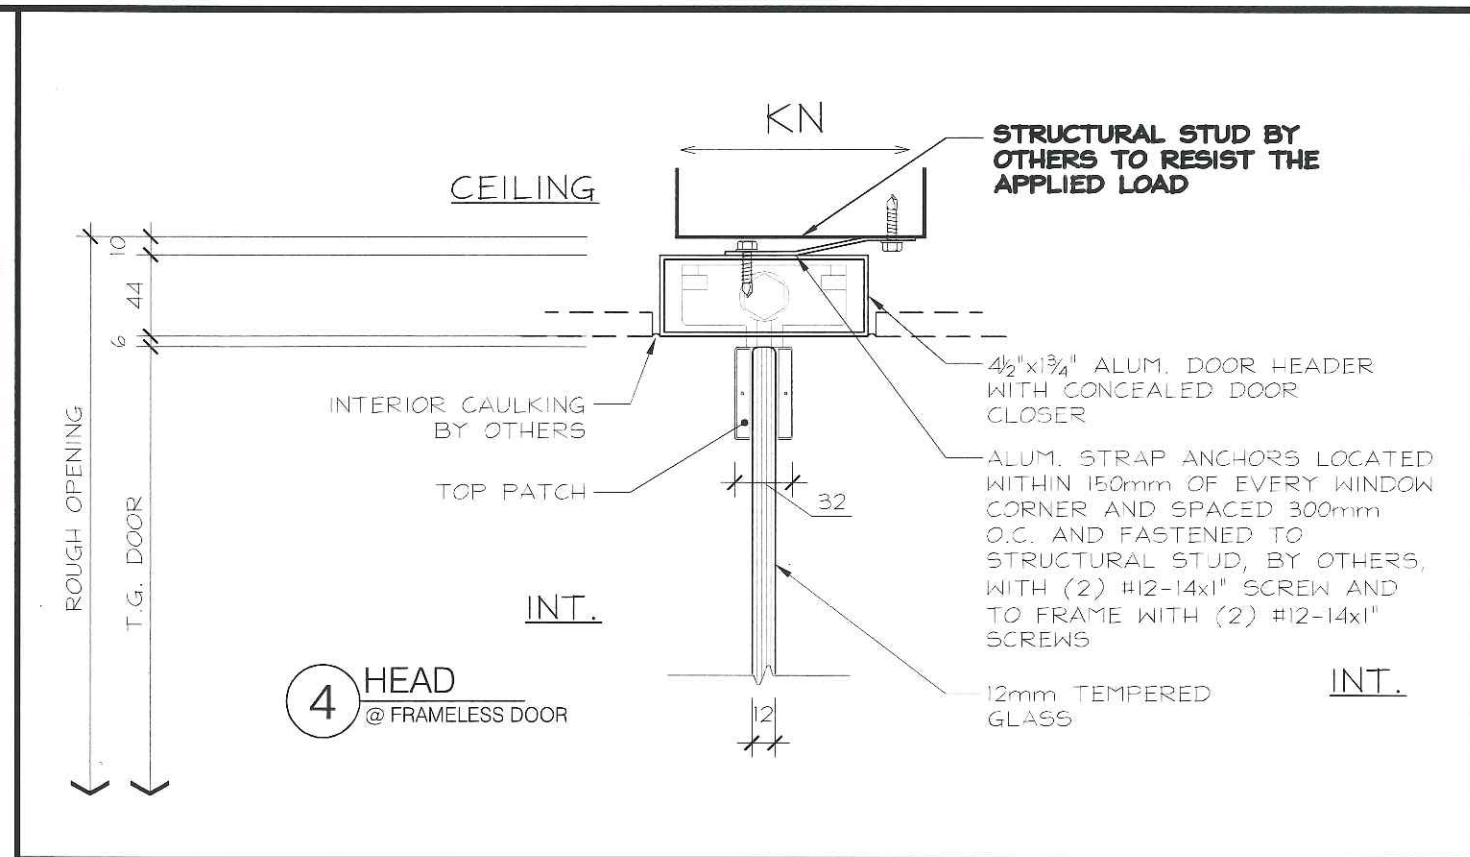 KN
STRUCTURAL STUD BY
OTHERS TO RESIST THE
APPLIED LOAD
CEILING
10
44
6
ROUGH OPENING
T.G. DOOR
INTERIOR CAULKING
BY OTHERS
TOP PATCH
32
4½"x1¾" ALUM. DOOR HEADER
WITH CONCEALED DOOR
CLOSER
ALUM. STRAP ANCHORS LOCATED
WITHIN 150mm OF EVERY WINDOW
CORNER AND SPACED 300mm
O.C. AND FASTENED TO
STRUCTURAL STUD, BY OTHERS,
WITH (2) #12-14x1" SCREW AND
TO FRAME WITH (2) #12-14x1"
SCREWS
INT.
4
HEAD
@ FRAMELESS DOOR
12
12mm TEMPERED
GLASS
INT.